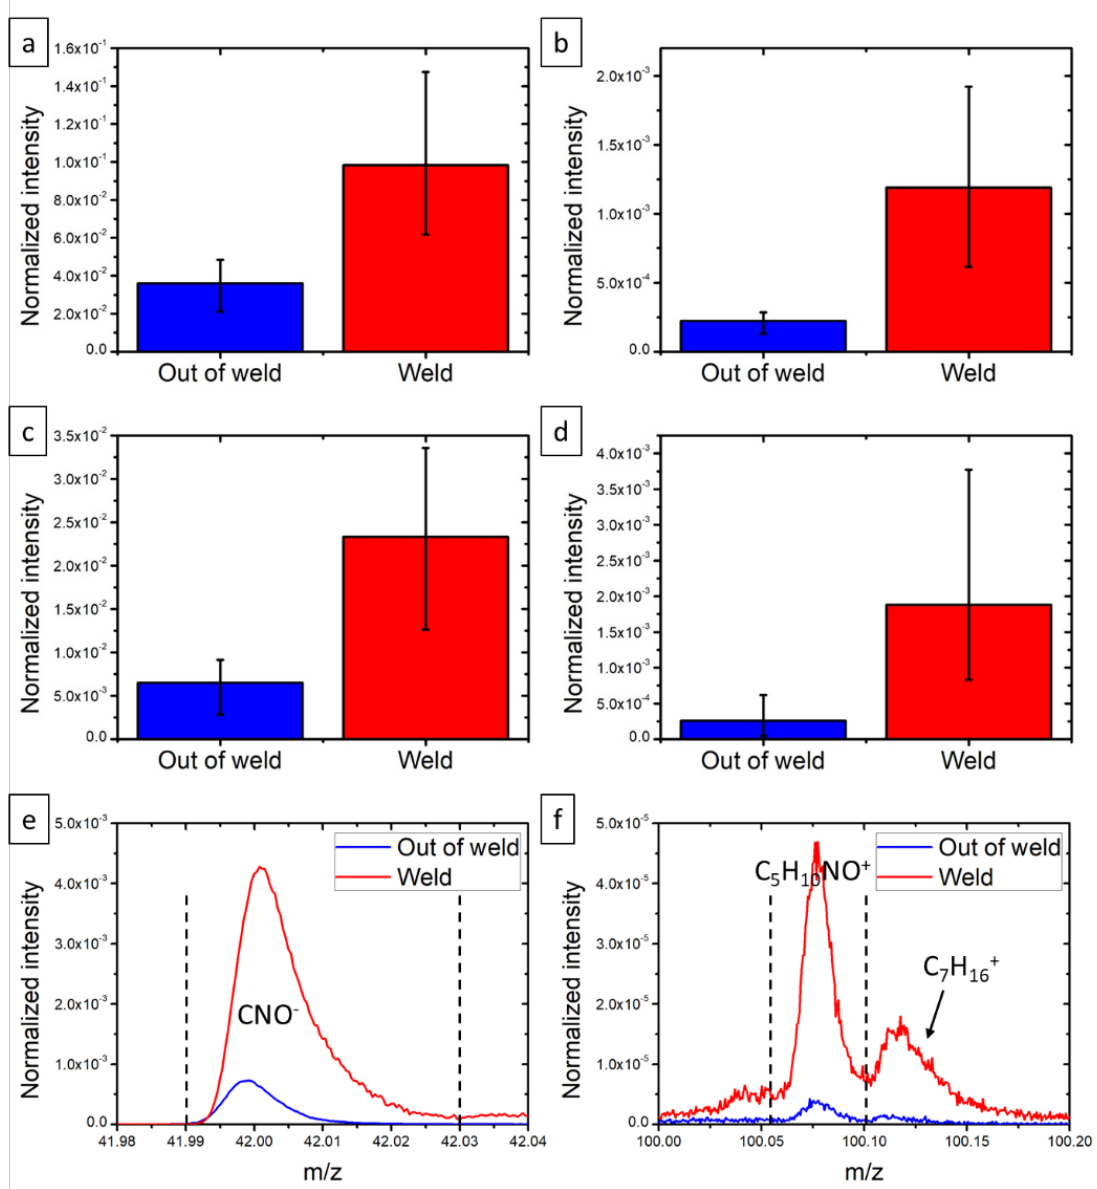 a
1.6x10⁻¹
1.4x10⁻¹
1.2x10⁻¹
1.0x10⁻¹
8.0x10⁻²
6.0x10⁻²
4.0x10⁻²
2.0x10⁻²
0.0
Normalized intensity
Out of weld
Weld
b
2.0x10⁻³
1.5x10⁻³
1.0x10⁻³
5.0x10⁻⁴
0.0
Normalized intensity
Out of weld
Weld
c
3.5x10⁻²
3.0x10⁻²
2.5x10⁻²
2.0x10⁻²
1.5x10⁻²
1.0x10⁻²
5.0x10⁻³
0.0
Normalized intensity
Out of weld
Weld
d
4.0x10⁻³
3.5x10⁻³
3.0x10⁻³
2.5x10⁻³
2.0x10⁻³
1.5x10⁻³
1.0x10⁻³
5.0x10⁻⁴
0.0
Normalized intensity
Out of weld
Weld
e
5.0x10⁻³
4.0x10⁻³
3.0x10⁻³
2.0x10⁻³
1.0x10⁻³
0.0
Normalized intensity
Out of weld
Weld
CNO⁻
41.98 41.99 42.00 42.01 42.02 42.03 42.04
m/z
f
5.0x10⁻⁵
4.0x10⁻⁵
3.0x10⁻⁵
2.0x10⁻⁵
1.0x10⁻⁵
0.0
Normalized intensity
Out of weld
Weld
C₅H₁₀NO⁺
C₇H₁₆⁺
100.00 100.05 100.10 100.15 100.20
m/z